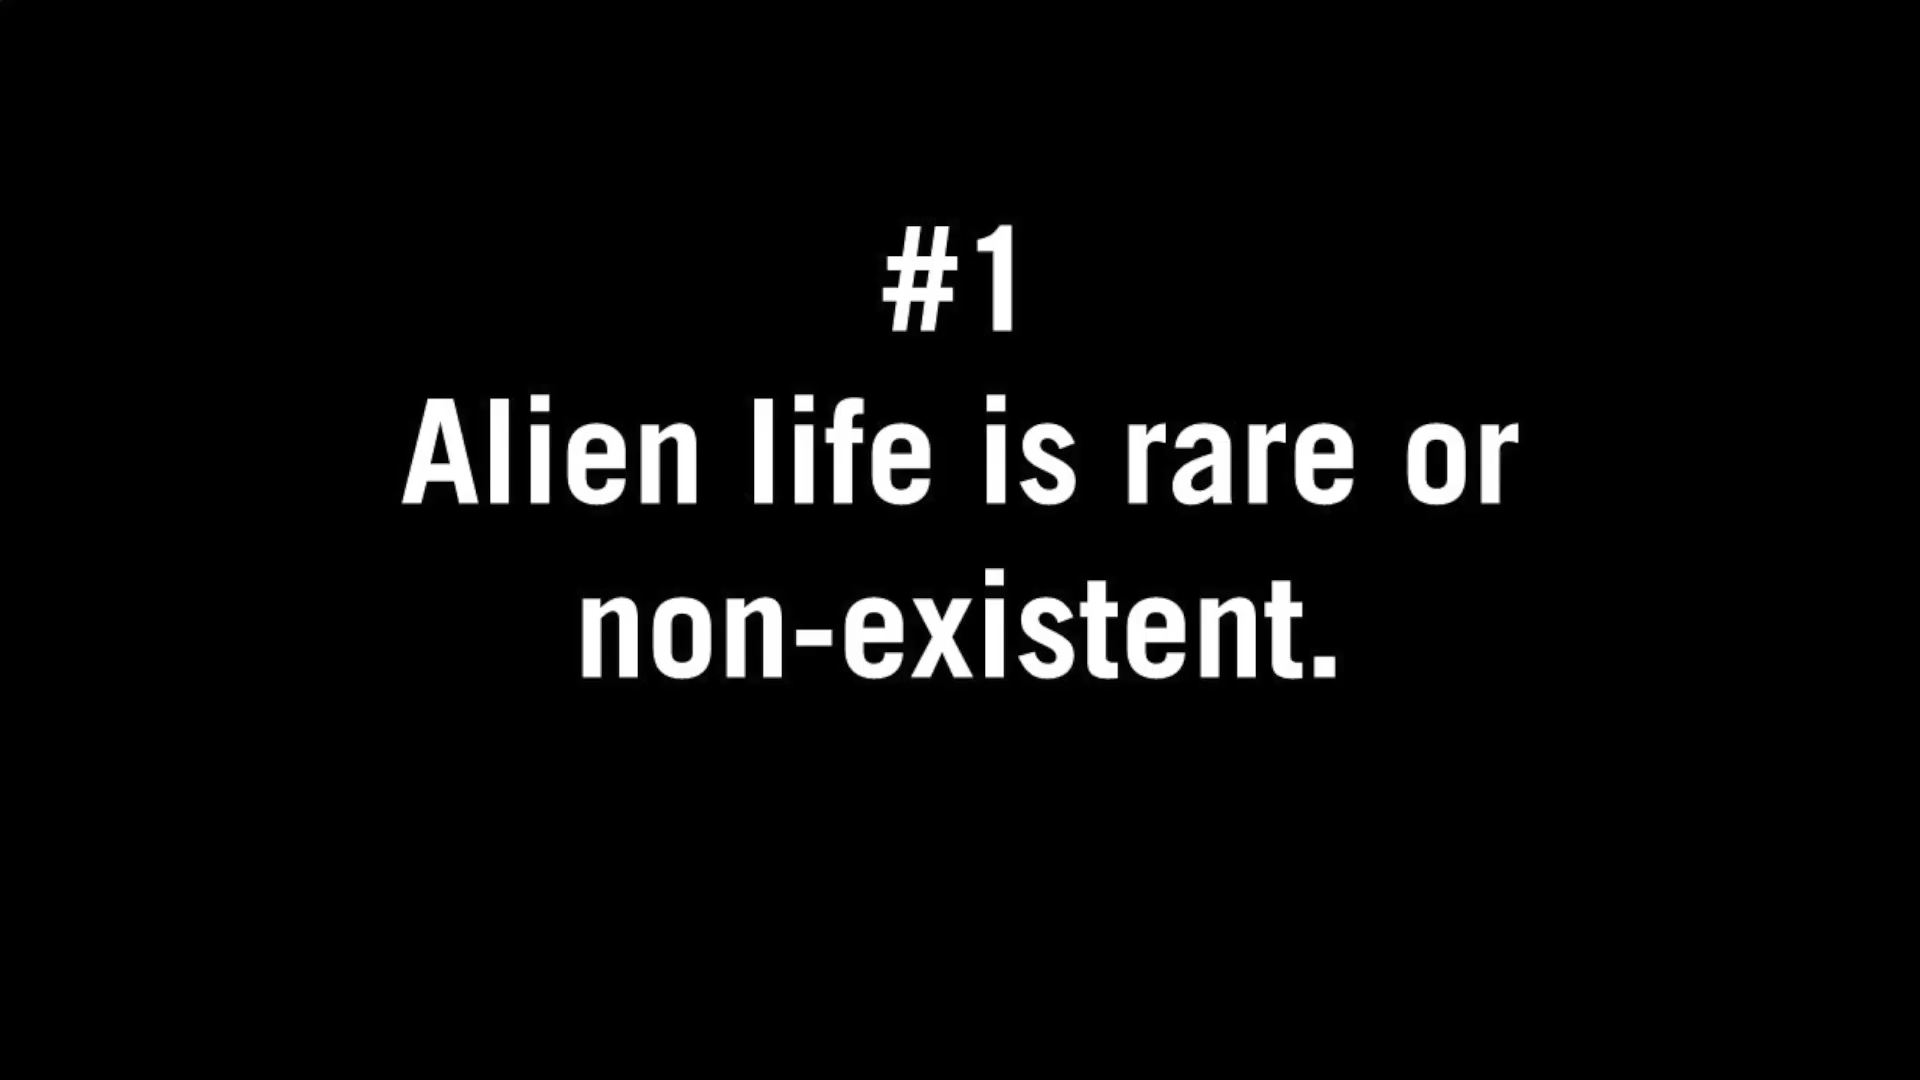 #1
Alien life is rare or
non-existent.